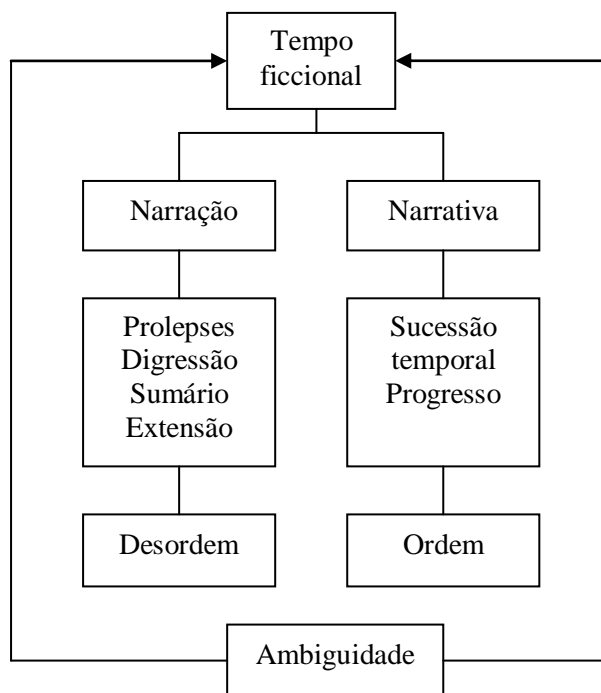 Tempo
ficcional
Narração
Narrativa
Prolepses
Digressão
Sumário
Extensão
Sucessão
temporal
Progresso
Desordem
Ordem
Ambiguidade